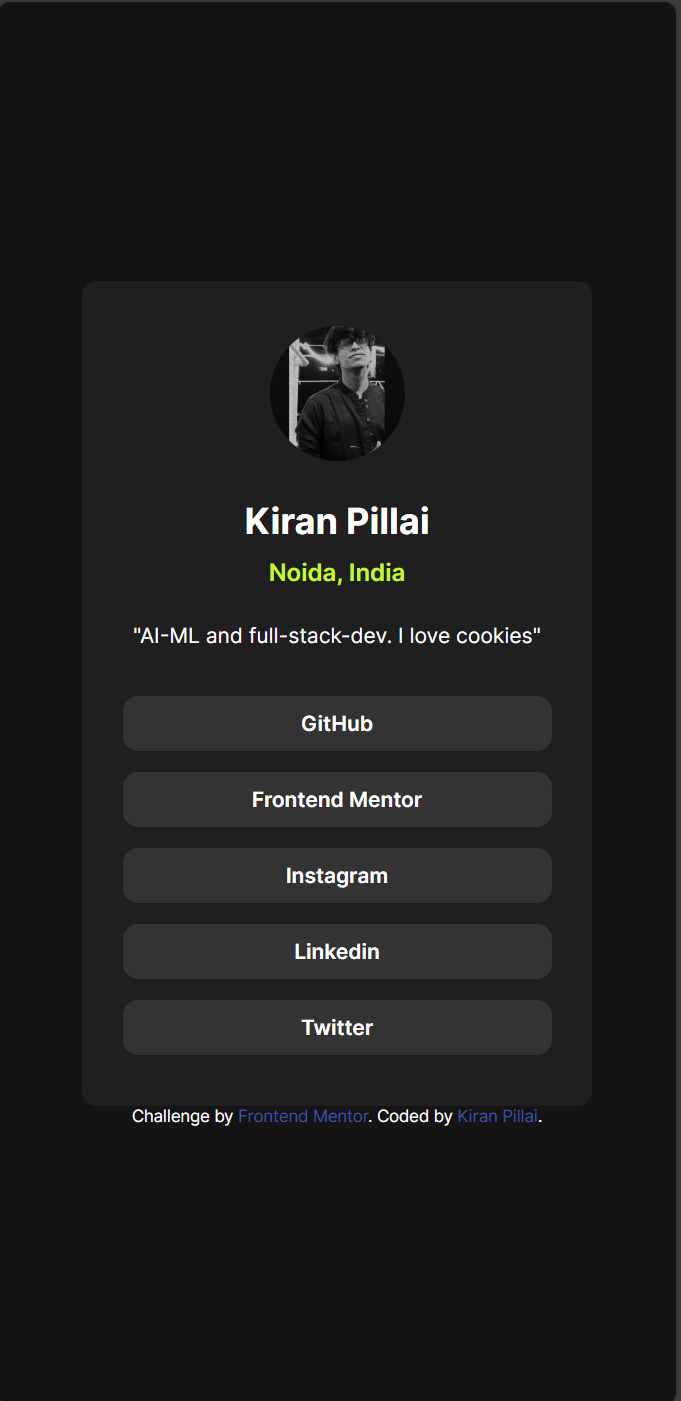 Kiran Pillai
Noida, India
"AI-ML and full-stack-dev. I love cookies"
GitHub
Frontend Mentor
Instagram
Linkedin
Twitter
Challenge by Frontend Mentor. Coded by Kiran Pillai.